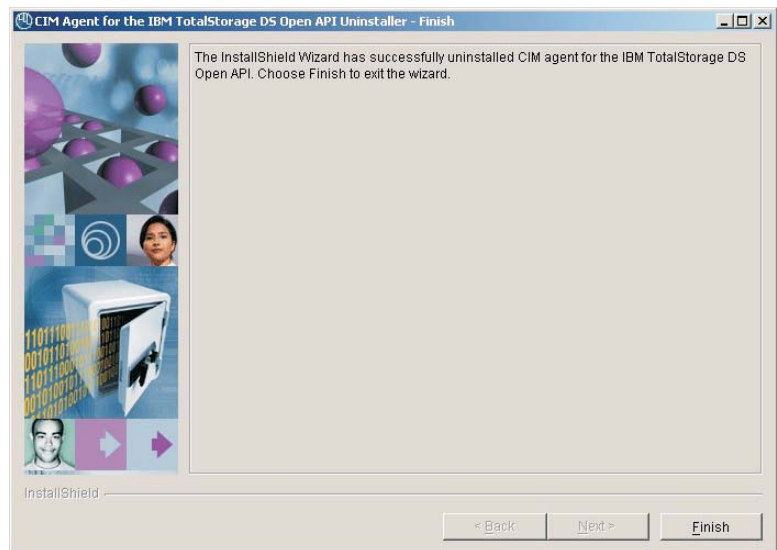 CIM Agent for the IBM TotalStorage DS Open API Uninstaller - Finish
The InstallShield Wizard has successfully uninstalled CIM agent for the IBM TotalStorage DS
Open API. Choose Finish to exit the wizard.
InstallShield
< Back
Next >
Finish